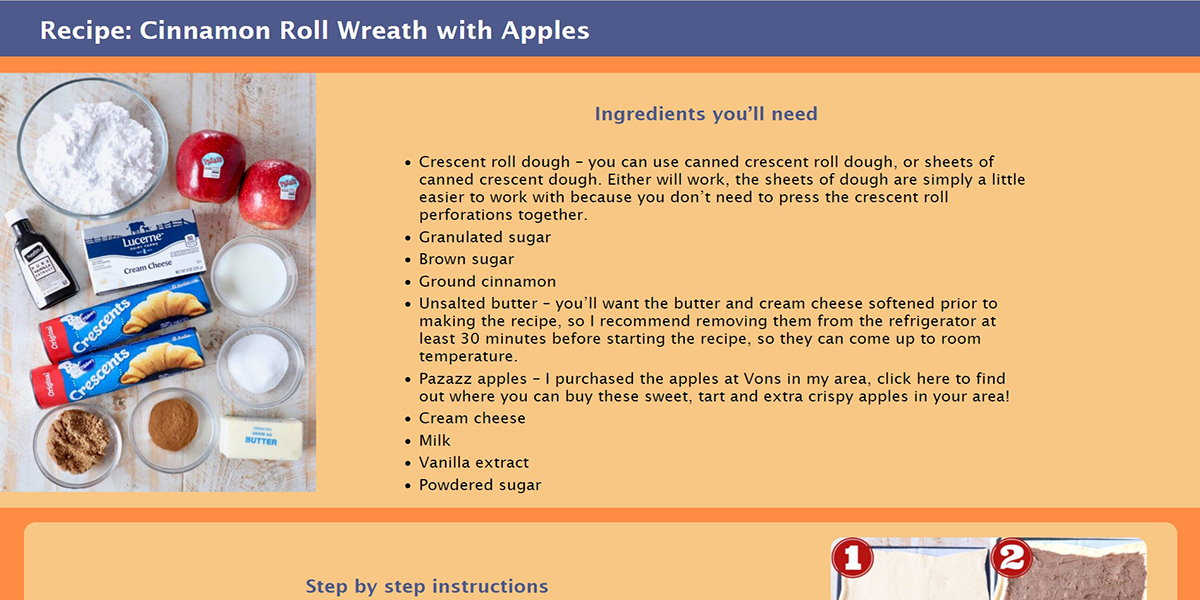 Recipe: Cinnamon Roll Wreath with Apples
Ingredients you’ll need
• Crescent roll dough – you can use canned crescent roll dough, or sheets of
canned crescent dough. Either will work, the sheets of dough are simply a little
easier to work with because you don’t need to press the crescent roll
perforations together.
• Granulated sugar
• Brown sugar
• Ground cinnamon
• Unsalted butter – you’ll want the butter and cream cheese softened prior to
making the recipe, so I recommend removing them from the refrigerator at
least 30 minutes before starting the recipe, so they can come up to room
temperature.
• Pazazz apples – I purchased the apples at Vons in my area, click here to find
out where you can buy these sweet, tart and extra crispy apples in your area!
• Cream cheese
• Milk
• Vanilla extract
• Powdered sugar
Pazazz
Pazazz
Lucerne
DAIRY FARMS
Cream Cheese
PURE
Original
Pillsbury
Crescents
Original
Pillsbury
Crescents
BUTTER
Step by step instructions
1
2